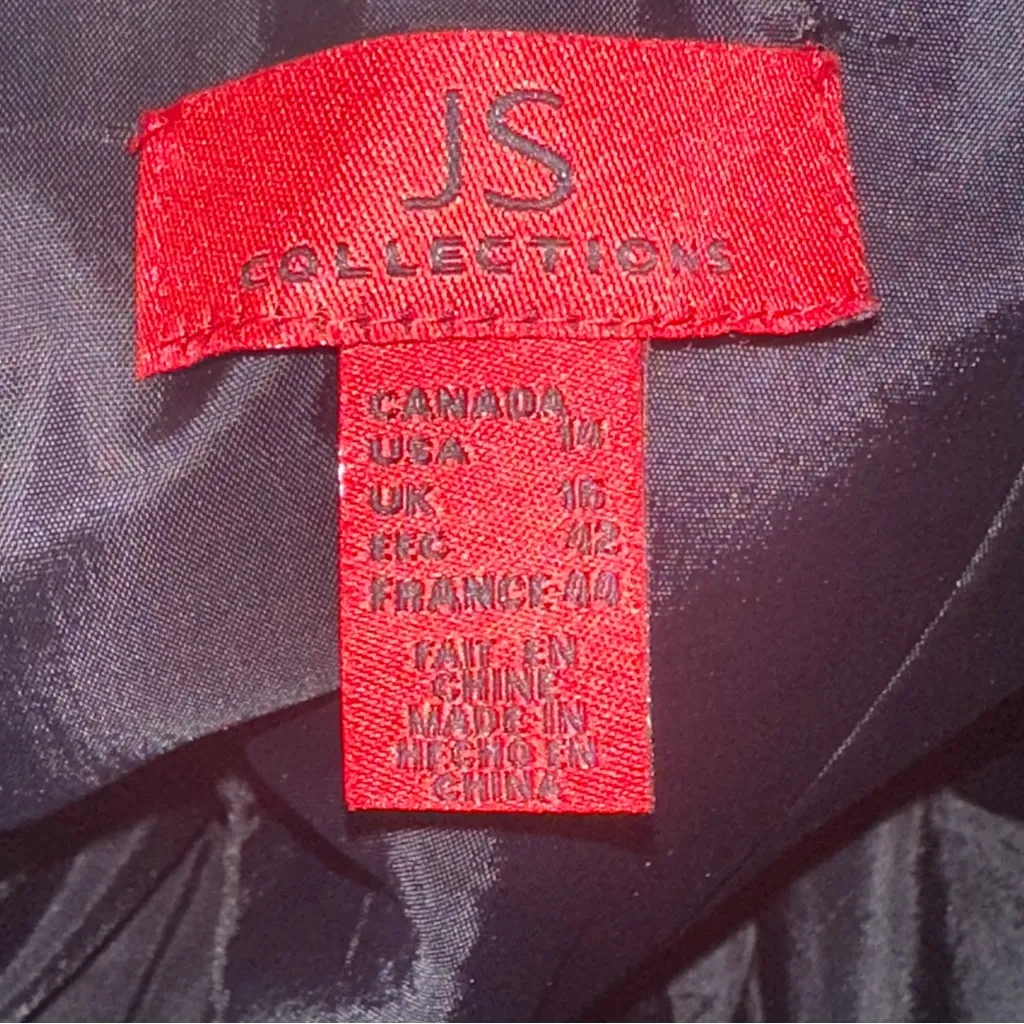 JS
COLLECTIONS
CANADA
USA 14
UK 16
EEC 42
FRANCE 44
FAIT EN
CHINE
MADE IN
HECHO EN
CHINA